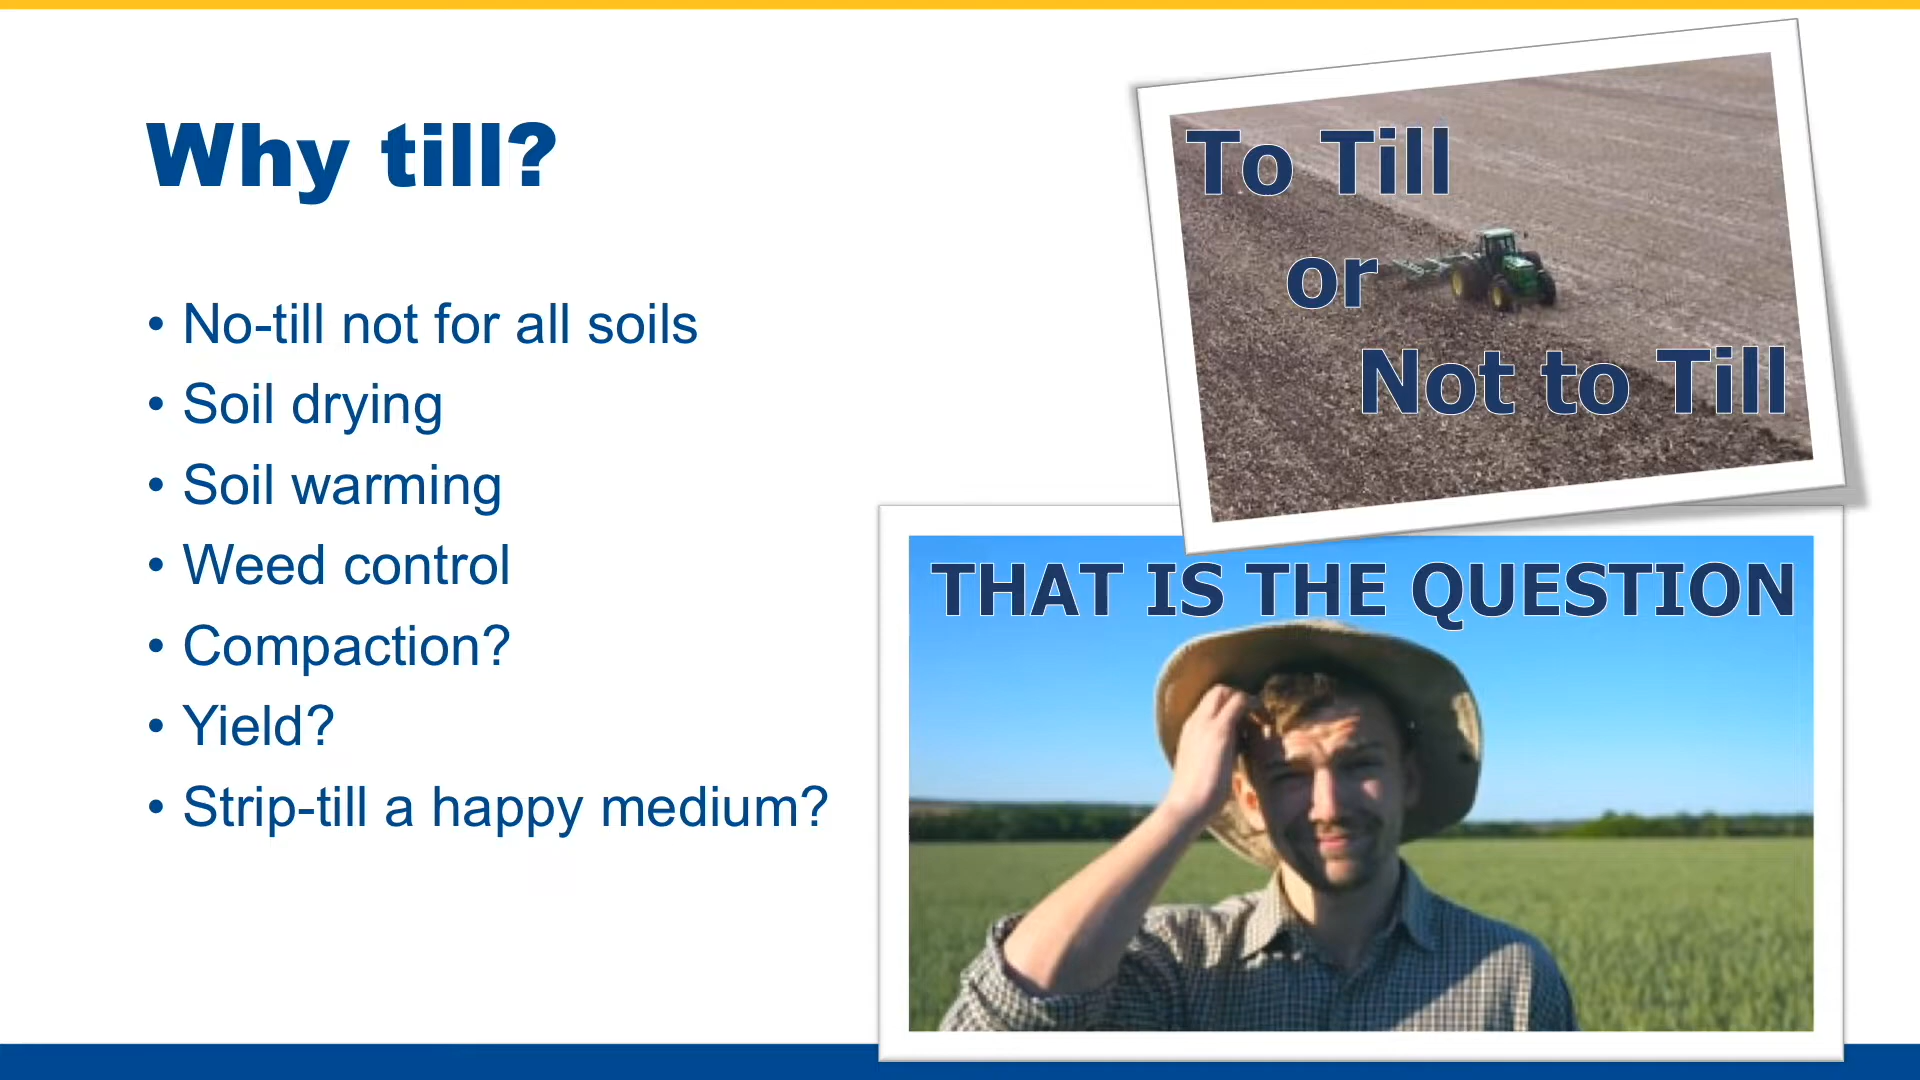 Why till?
• No-till not for all soils
• Soil drying
• Soil warming
• Weed control
• Compaction?
• Yield?
• Strip-till a happy medium?
To Till
or
Not to Till
THAT IS THE QUESTION